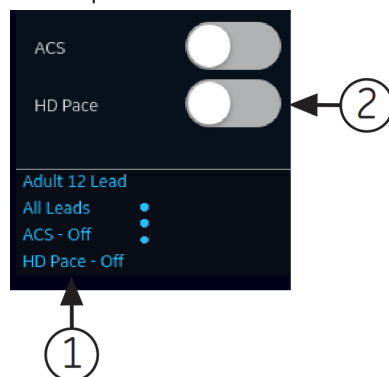 ACS
HD Pace
2
Adult 12 Lead
All Leads
ACS - Off
HD Pace - Off
1